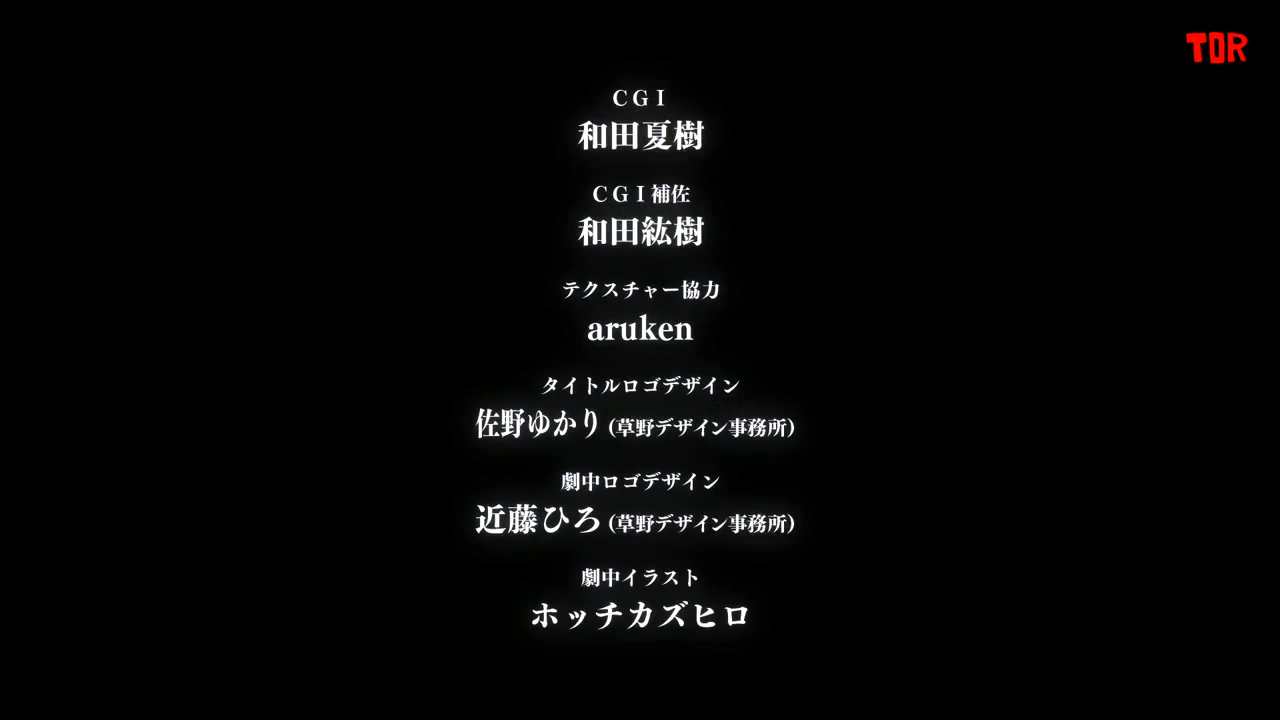 TOR
ＣＧＩ
和田夏樹
ＣＧＩ補佐
和田紘樹
テクスチャー協力
aruken
タイトルロゴデザイン
佐野ゆかり（草野デザイン事務所）
劇中ロゴデザイン
近藤ひろ（草野デザイン事務所）
劇中イラスト
ホッチカズヒロ